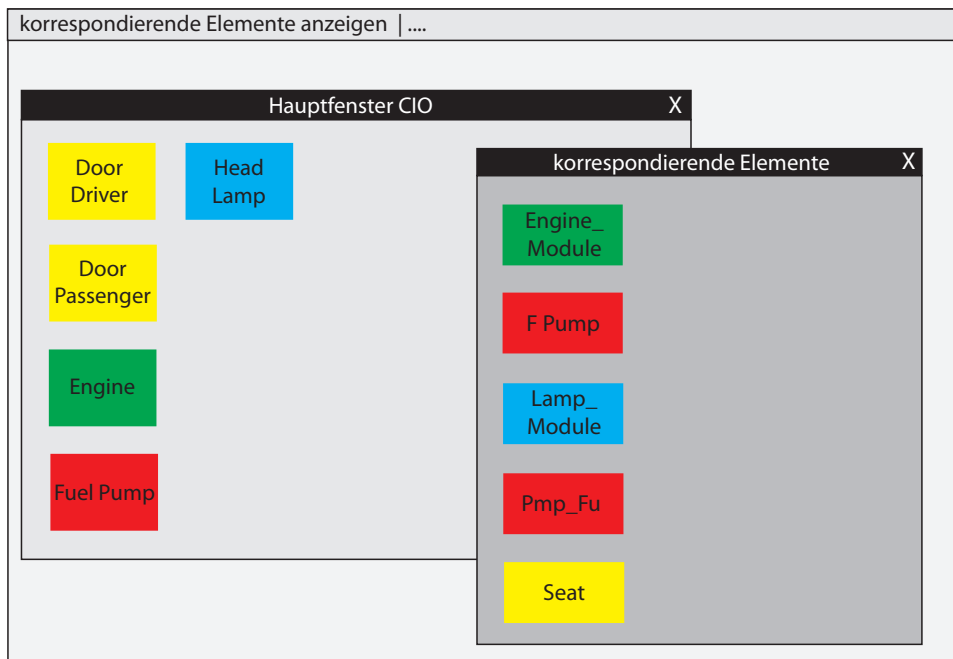 korrespondierende Elemente anzeigen | ....
Hauptfenster CIO X
Door
Driver
Head
Lamp
Door
Passenger
Engine
Fuel Pump
korrespondierende Elemente X
Engine_
Module
F Pump
Lamp_
Module
Pmp_Fu
Seat